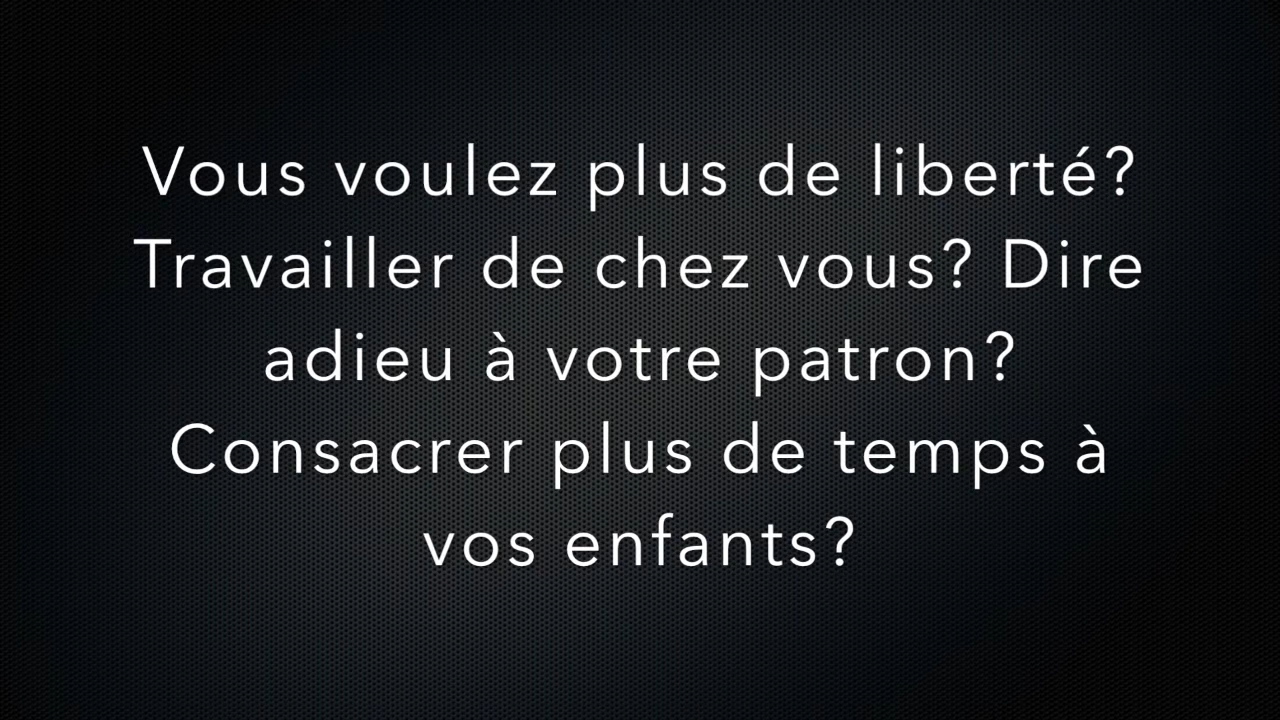 Vous voulez plus de liberté?
Travailler de chez vous? Dire
adieu à votre patron?
Consacrer plus de temps à
vos enfants?